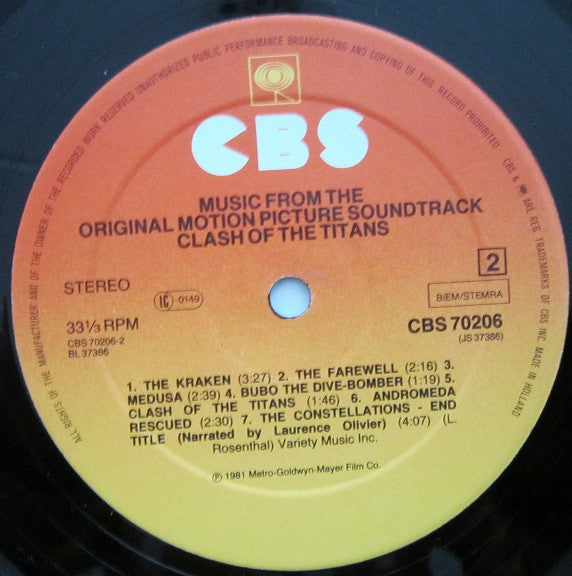 ALL RIGHTS OF THE MANUFACTURER AND OF THE OWNER OF THE RECORDED WORK RESERVED UNAUTHORIZED PUBLIC PERFORMANCE BROADCASTING AND COPYING OF THIS RECORD PROHIBITED CBS & ARE REG. TRADEMARKS OF CBS INC. MADE IN HOLLAND
CBS
MUSIC FROM THE
ORIGINAL MOTION PICTURE SOUNDTRACK
CLASH OF THE TITANS
STEREO
LC-0149
2
BIEM/STEMRA
33⅓ RPM
CBS 70206
CBS 70206-2
(JS 37386)
BL 37386
1. THE KRAKEN (3:27) 2. THE FAREWELL (2:16) 3.
MEDUSA (2:39) 4. BUBO THE DIVE-BOMBER (1:19) 5.
CLASH OF THE TITANS (1:46) 6. ANDROMEDA
RESCUED (2:30) 7. THE CONSTELLATIONS - END
TITLE (Narrated by Laurence Olivier) (4:07) (L.
Rosenthal) Variety Music Inc.
℗ 1981 Metro-Goldwyn-Mayer Film Co.